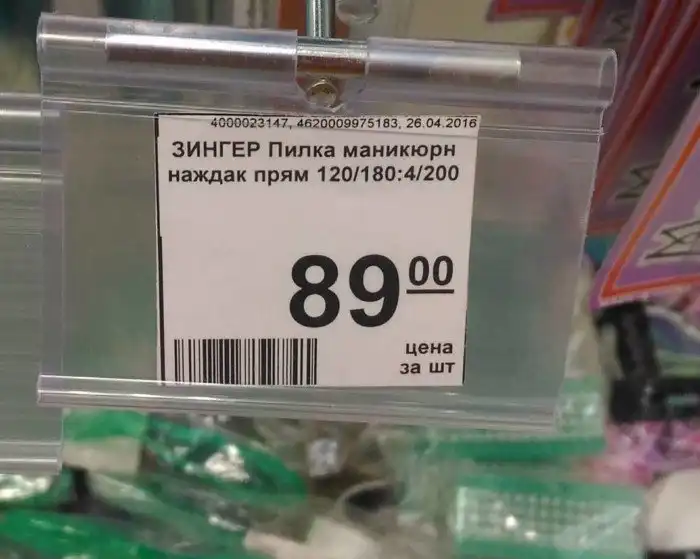 4000023147, 4620009975183, 26.04.2016
ЗИНГЕР Пилка маникюрн
наждак прям 120/180:4/200
89 00
цена
за шт